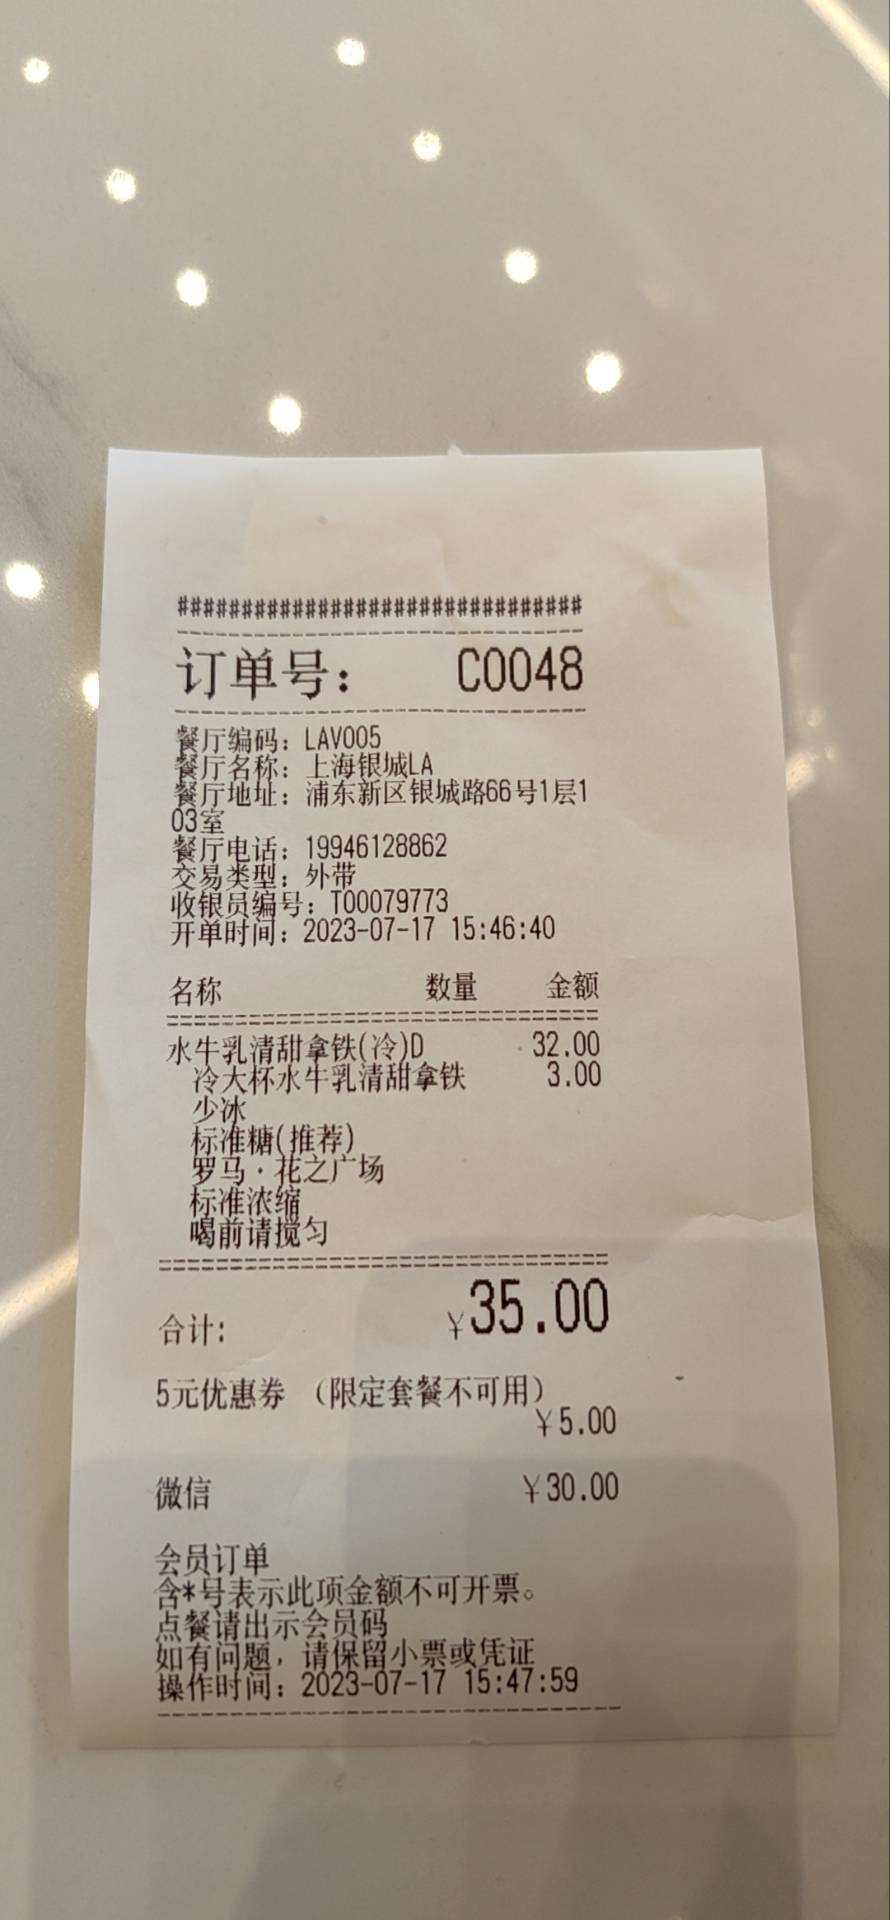 ################################
订单号： C0048
餐厅编码：LAV005
餐厅名称：上海银城LA
餐厅地址：浦东新区银城路66号1层1
03室
餐厅电话：19946128862
交易类型：外带
收银员编号：T00079773
开单时间：2023-07-17 15:46:40
名称 数量 金额
水牛乳清甜拿铁(冷)D 32.00
冷大杯水牛乳清甜拿铁 3.00
少冰
标准糖(推荐)
罗马·花之广场
标准浓缩
喝前请搅匀
合计: ¥35.00
5元优惠券 （限定套餐不可用）
¥5.00
微信 ¥30.00
会员订单
含*号表示此项金额不可开票。
点餐请出示会员码
如有问题，请保留小票或凭证
操作时间：2023-07-17 15:47:59